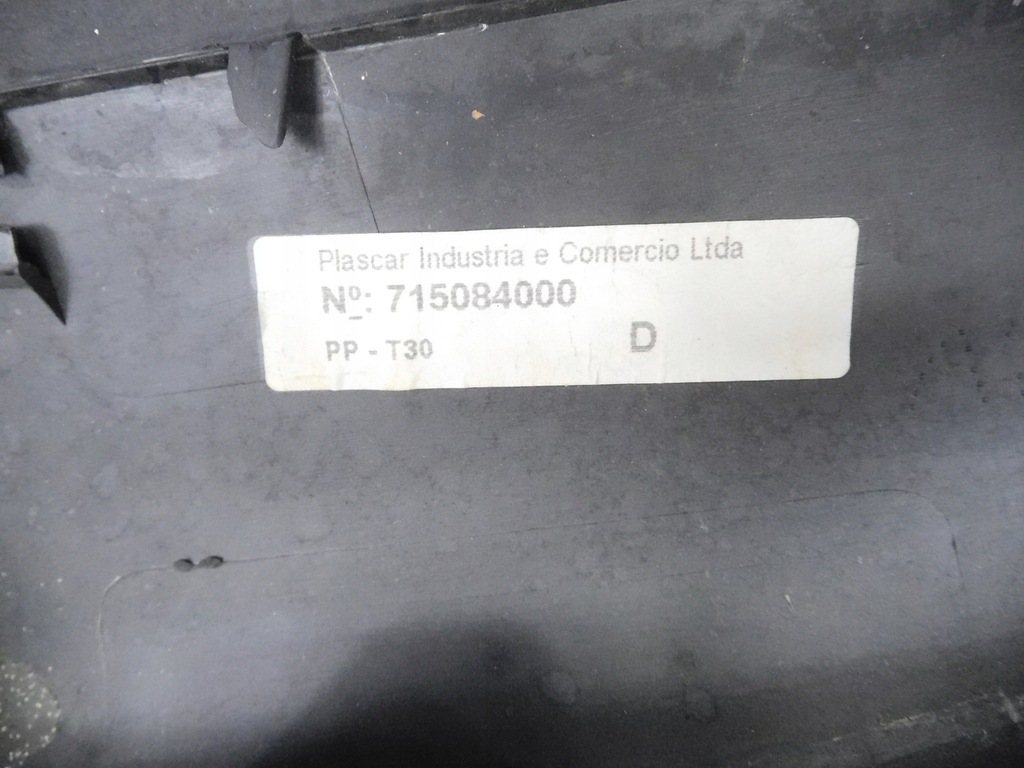 Plascar Industria e Comercio Ltda
Nº: 715084000
PP - T30 D